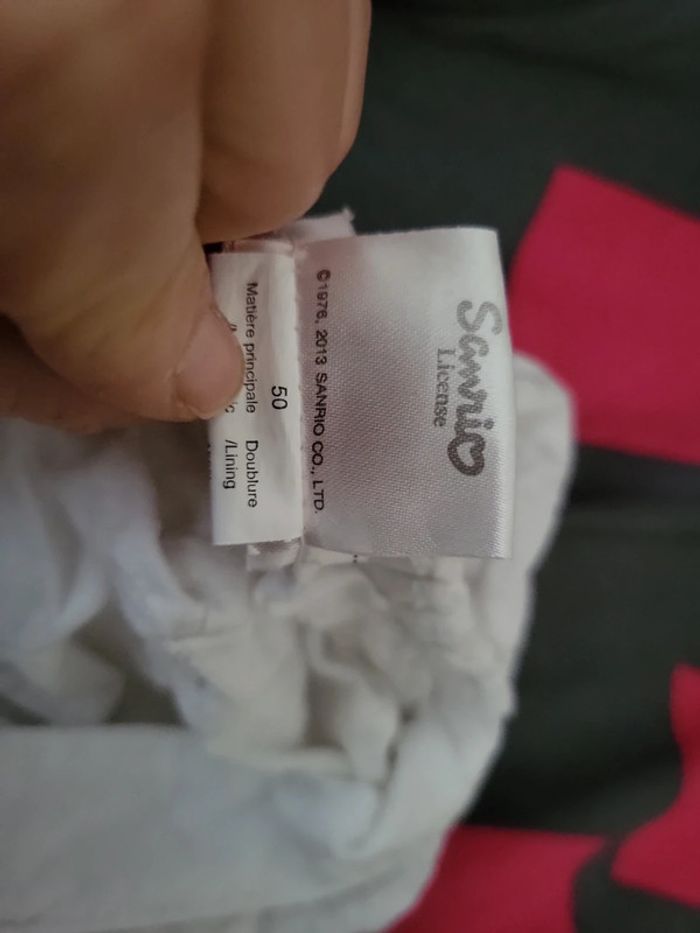 Sanrio
License
©1976, 2013 SANRIO CO., LTD.
50
Matière principale Doublure
/Lining